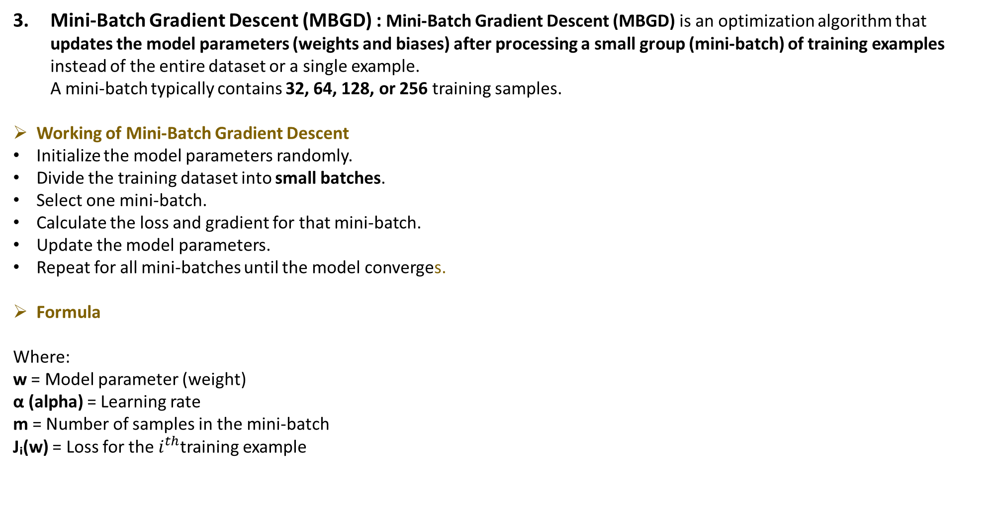 3. Mini-Batch Gradient Descent (MBGD) : Mini-Batch Gradient Descent (MBGD) is an optimization algorithm that
updates the model parameters (weights and biases) after processing a small group (mini-batch) of training examples
instead of the entire dataset or a single example.
A mini-batch typically contains 32, 64, 128, or 256 training samples.
➢ Working of Mini-Batch Gradient Descent
• Initialize the model parameters randomly.
• Divide the training dataset into small batches.
• Select one mini-batch.
• Calculate the loss and gradient for that mini-batch.
• Update the model parameters.
• Repeat for all mini-batches until the model converges.
➢ Formula
Where:
w = Model parameter (weight)
α (alpha) = Learning rate
m = Number of samples in the mini-batch
Jᵢ(w) = Loss for the 𝑖ᵗʰ training example